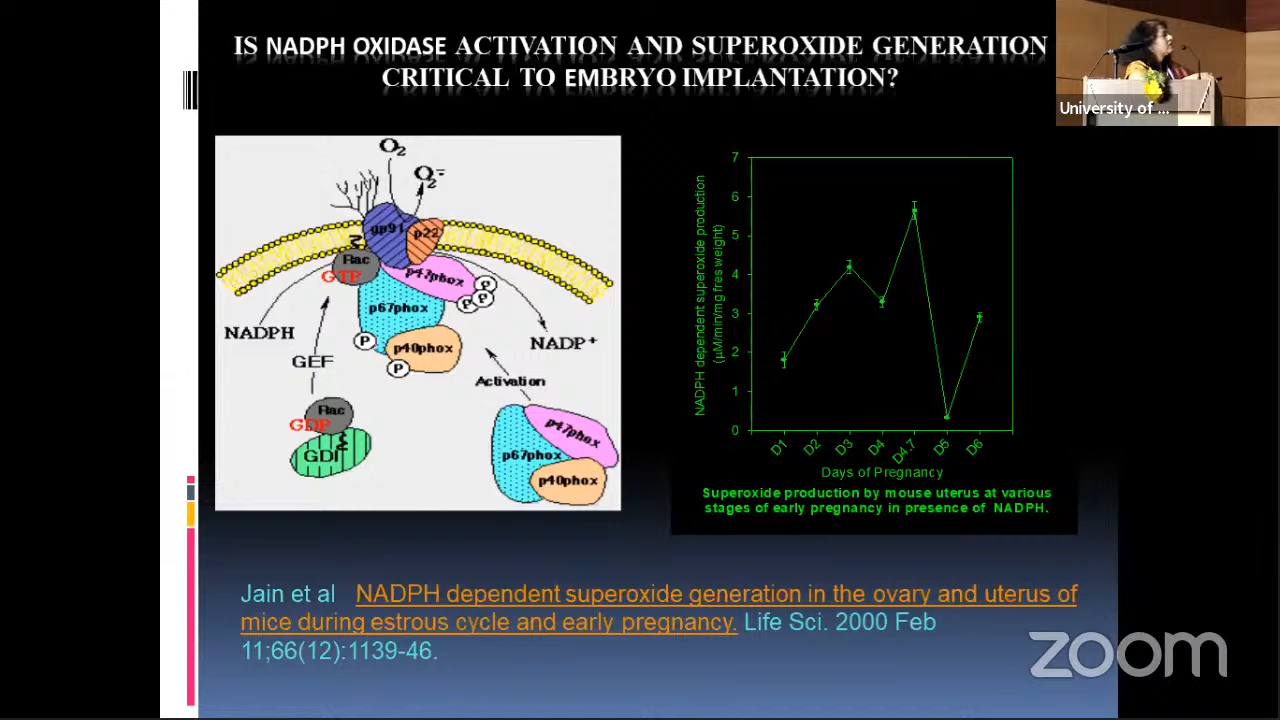 IS NADPH OXIDASE ACTIVATION AND SUPEROXIDE GENERATION
CRITICAL TO EMBRYO IMPLANTATION?
University of ...
O2
O2-
gp91
p22
Rac
GTP
p47phox
P
P
P
p67phox
NADPH
P
p40phox
P
NADP+
GEF
Activation
Rac
GDP
GDI
p47phox
p67phox
p40phox
NADPH dependent superoxide production
(µM/min/mg fres weight)
7
6
5
4
3
2
1
0
D1
D2
D3
D4
D4.7
D5
D6
Days of Pregnancy
Superoxide production by mouse uterus at various
stages of early pregnancy in presence of NADPH.
Jain et al NADPH dependent superoxide generation in the ovary and uterus of
mice during estrous cycle and early pregnancy. Life Sci. 2000 Feb
11;66(12):1139-46.
zoom